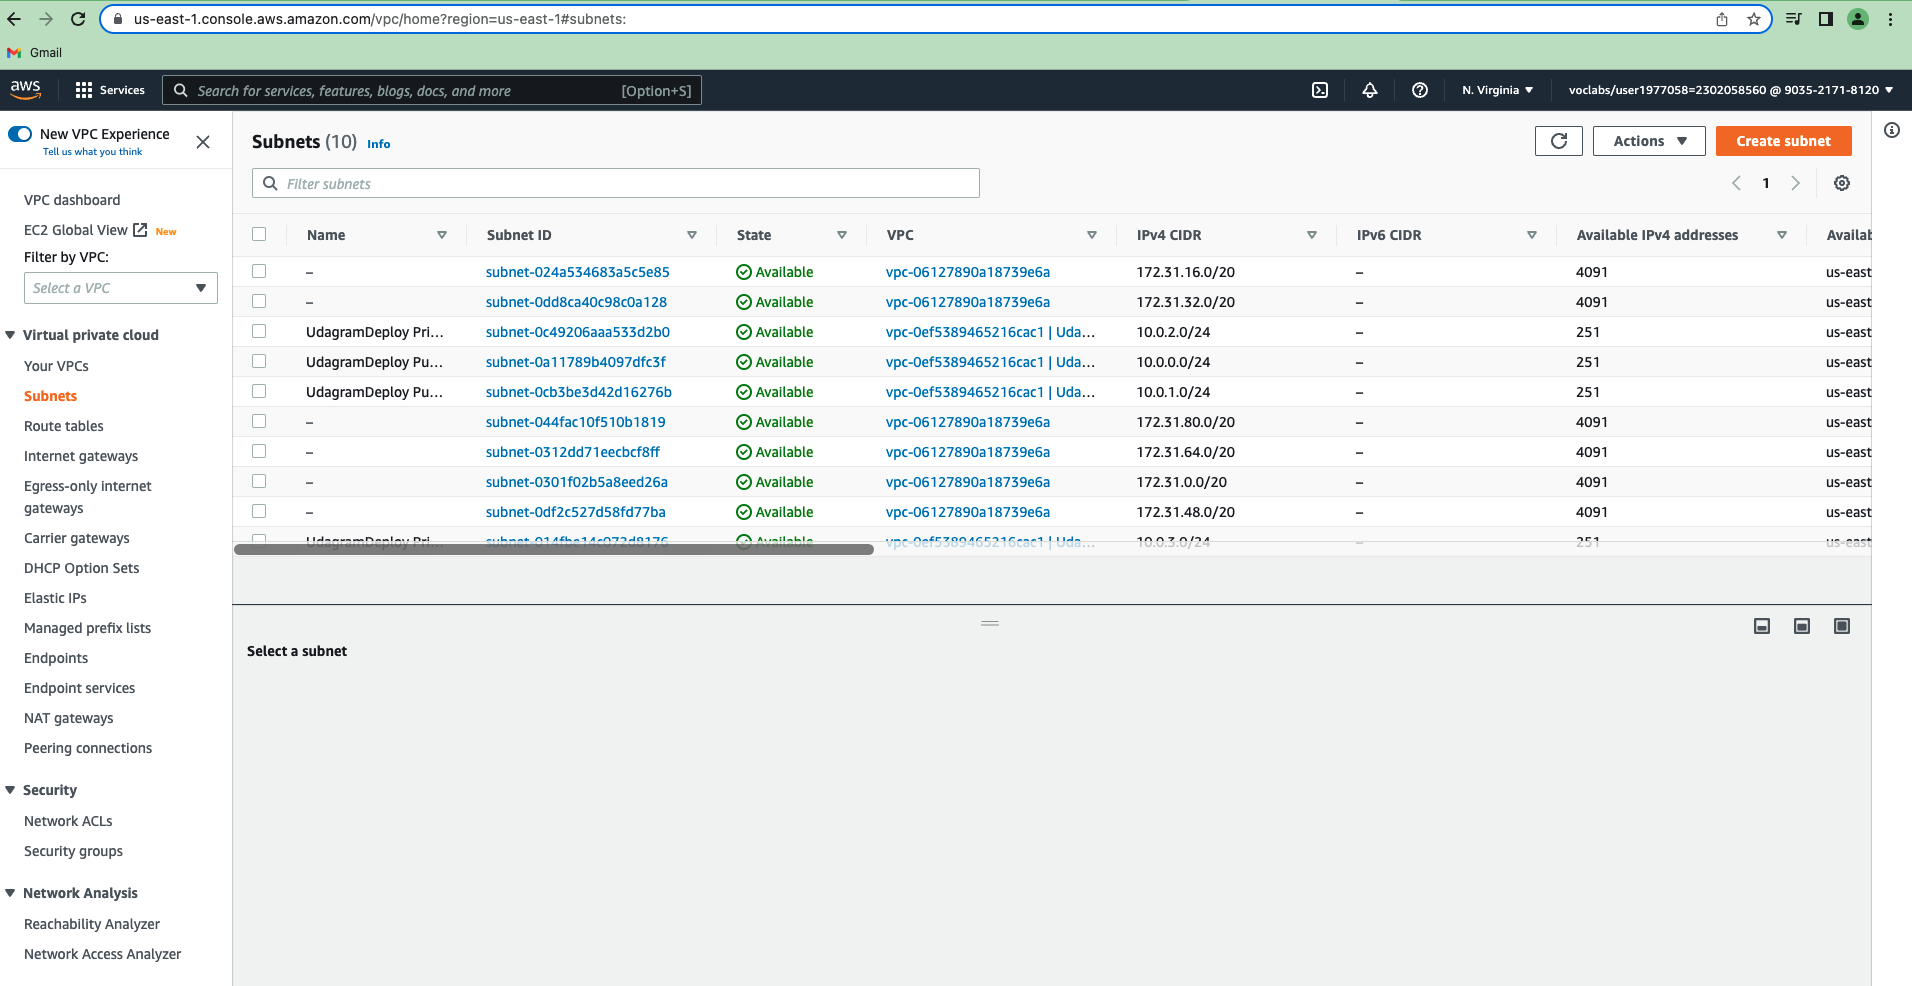 us-east-1.console.aws.amazon.com/vpc/home?region=us-east-1#subnets:
Gmail
aws Services Search for services, features, blogs, docs, and more [Option+S] N. Virginia voclabs/user1977058=2302058560 @ 9035-2171-8120
New VPC Experience
Tell us what you think
VPC dashboard
EC2 Global View New
Filter by VPC:
Select a VPC
Virtual private cloud
Your VPCs
Subnets
Route tables
Internet gateways
Egress-only internet
gateways
Carrier gateways
DHCP Option Sets
Elastic IPs
Managed prefix lists
Endpoints
Endpoint services
NAT gateways
Peering connections
Security
Network ACLs
Security groups
Network Analysis
Reachability Analyzer
Network Access Analyzer
Subnets (10) Info
Actions Create subnet
Filter subnets
1
Name Subnet ID State VPC IPv4 CIDR IPv6 CIDR Available IPv4 addresses Availab
– subnet-024a534683a5c5e85 Available vpc-06127890a18739e6a 172.31.16.0/20 – 4091 us-east
– subnet-0dd8ca40c98c0a128 Available vpc-06127890a18739e6a 172.31.32.0/20 – 4091 us-east
UdagramDeploy Pri... subnet-0c49206aaa533d2b0 Available vpc-0ef5389465216cac1 | Uda... 10.0.2.0/24 – 251 us-east
UdagramDeploy Pu... subnet-0a11789b4097dfc3f Available vpc-0ef5389465216cac1 | Uda... 10.0.0.0/24 – 251 us-east
UdagramDeploy Pu... subnet-0cb3be3d42d16276b Available vpc-0ef5389465216cac1 | Uda... 10.0.1.0/24 – 251 us-east
– subnet-044fac10f510b1819 Available vpc-06127890a18739e6a 172.31.80.0/20 – 4091 us-east
– subnet-0312dd71eecbcf8ff Available vpc-06127890a18739e6a 172.31.64.0/20 – 4091 us-east
– subnet-0301f02b5a8eed26a Available vpc-06127890a18739e6a 172.31.0.0/20 – 4091 us-east
– subnet-0df2c527d58fd77ba Available vpc-06127890a18739e6a 172.31.48.0/20 – 4091 us-east
UdagramDeploy Pri... subnet-014fbe14c072d8176 Available vpc-0ef5389465216cac1 | Uda... 10.0.3.0/24 – 251 us-east
Select a subnet